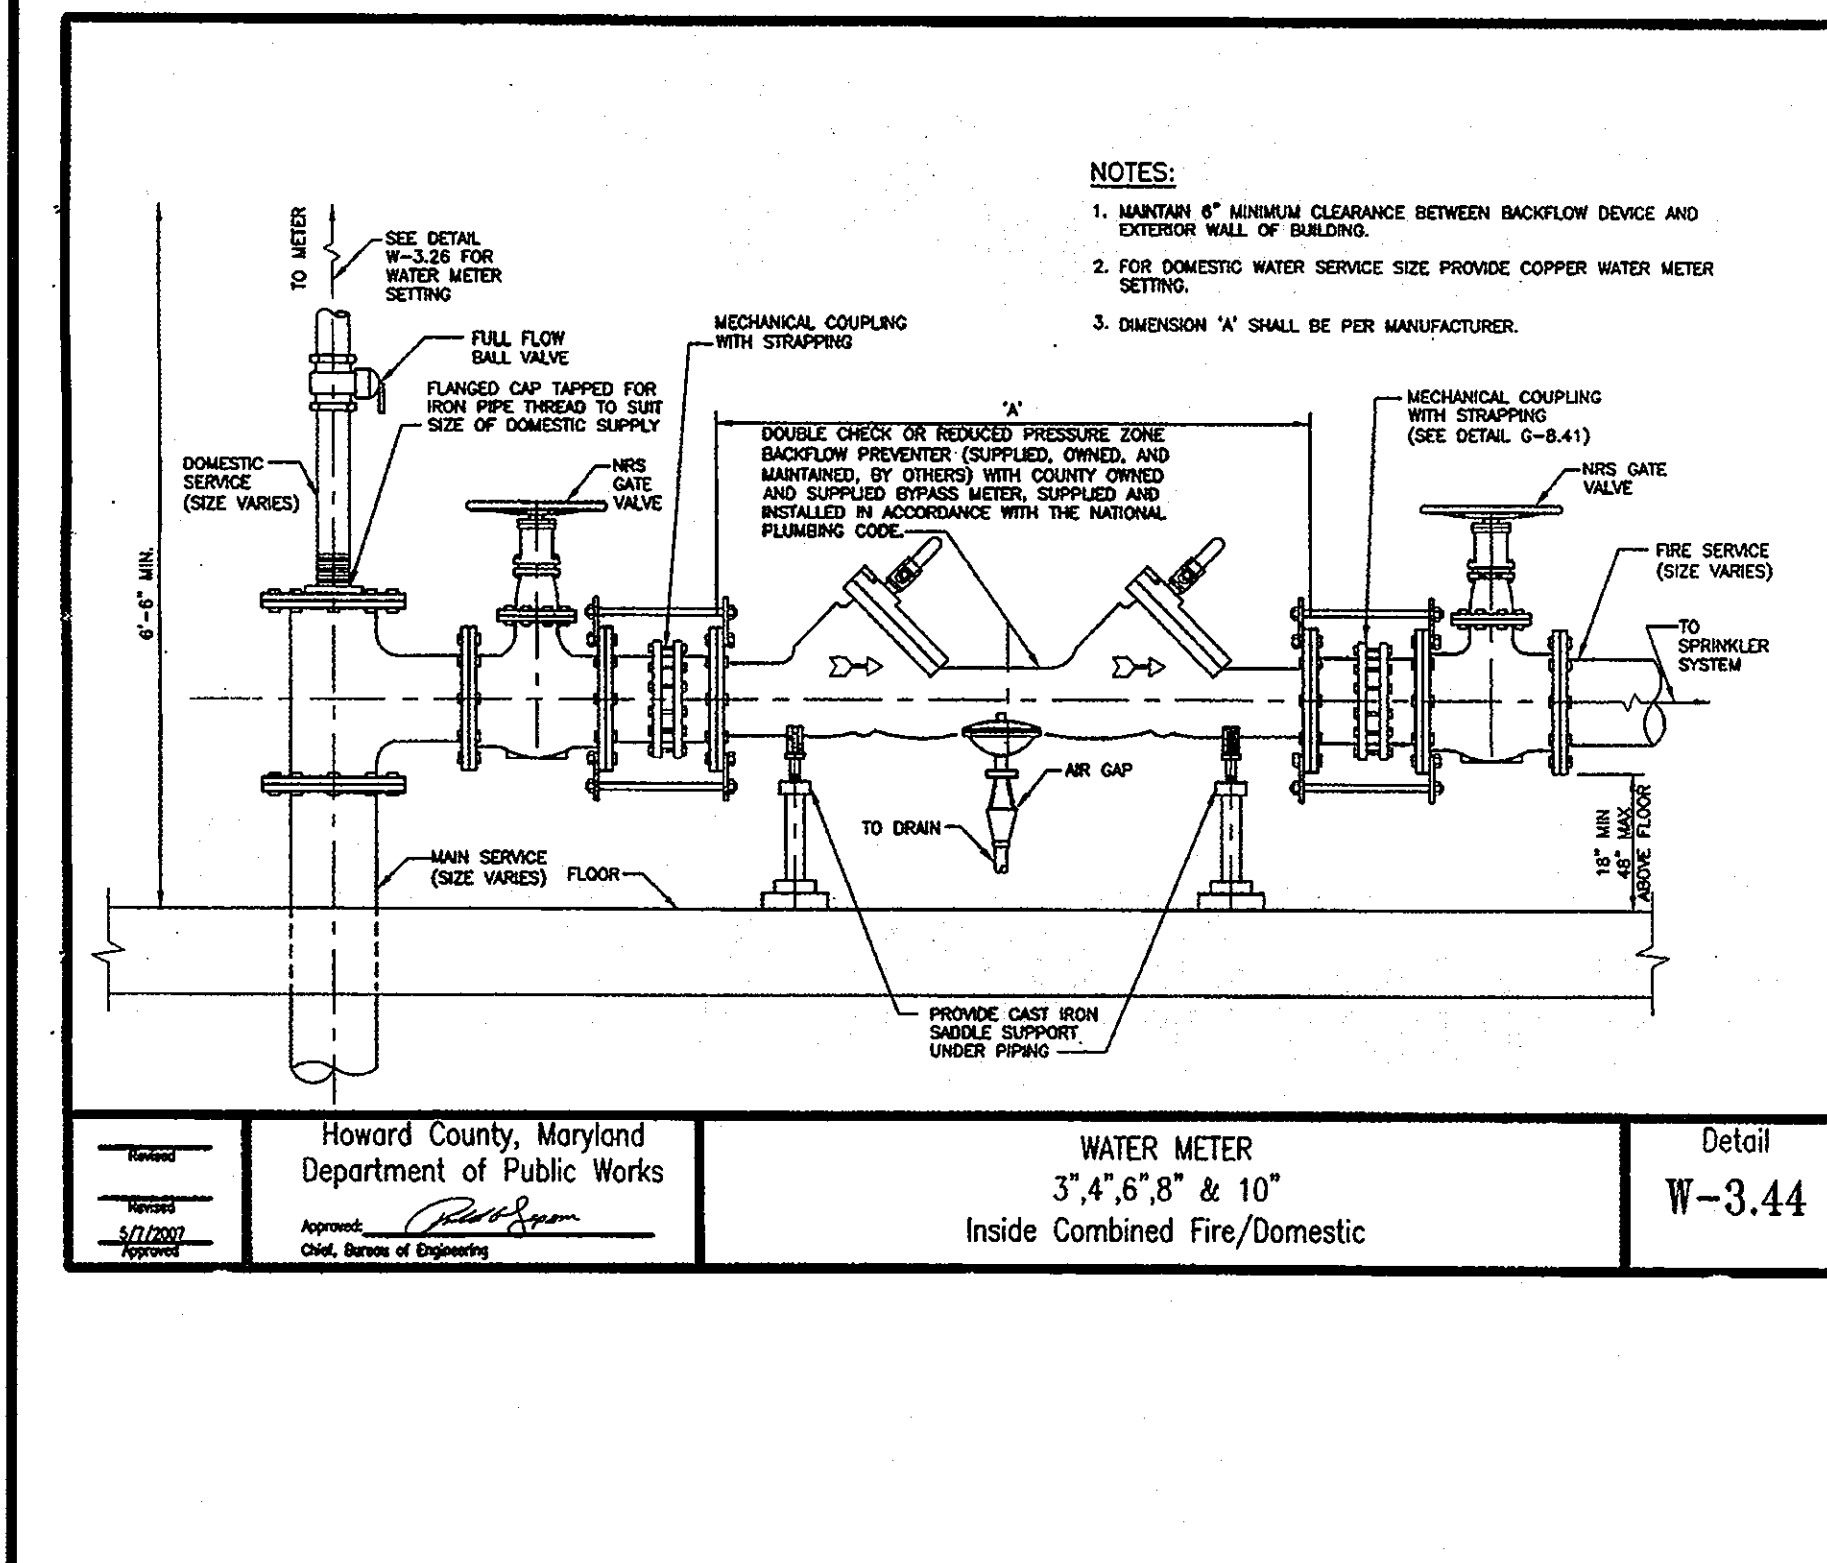 NOTES:
1. MAINTAIN 6" MINIMUM CLEARANCE BETWEEN BACKFLOW DEVICE AND
EXTERIOR WALL OF BUILDING.
2. FOR DOMESTIC WATER SERVICE SIZE PROVIDE COPPER WATER METER
SETTING.
3. DIMENSION 'A' SHALL BE PER MANUFACTURER.
TO METER
SEE DETAIL
W-3.26 FOR
WATER METER
SETTING
FULL FLOW
BALL VALVE
FLANGED CAP TAPPED FOR
IRON PIPE THREAD TO SUIT
SIZE OF DOMESTIC SUPPLY
DOMESTIC
SERVICE
(SIZE VARIES)
NRS
GATE
VALVE
6'-6" MIN.
MECHANICAL COUPLING
WITH STRAPPING
'A'
DOUBLE CHECK OR REDUCED PRESSURE ZONE
BACKFLOW PREVENTER (SUPPLIED, OWNED, AND
MAINTAINED, BY OTHERS) WITH COUNTY OWNED
AND SUPPLIED BYPASS METER, SUPPLIED AND
INSTALLED IN ACCORDANCE WITH THE NATIONAL
PLUMBING CODE.
MECHANICAL COUPLING
WITH STRAPPING
(SEE DETAIL G-8.41)
NRS GATE
VALVE
FIRE SERVICE
(SIZE VARIES)
TO
SPRINKLER
SYSTEM
AIR GAP
TO DRAIN
18" MIN
48" MAX
ABOVE FLOOR
MAIN SERVICE
(SIZE VARIES)
FLOOR
PROVIDE CAST IRON
SADDLE SUPPORT
UNDER PIPING
Revised
Revised
5/7/2007
Approved
Howard County, Maryland
Department of Public Works
Approved:
Chief, Bureau of Engineering
WATER METER
3",4",6",8" & 10"
Inside Combined Fire/Domestic
Detail
W-3.44